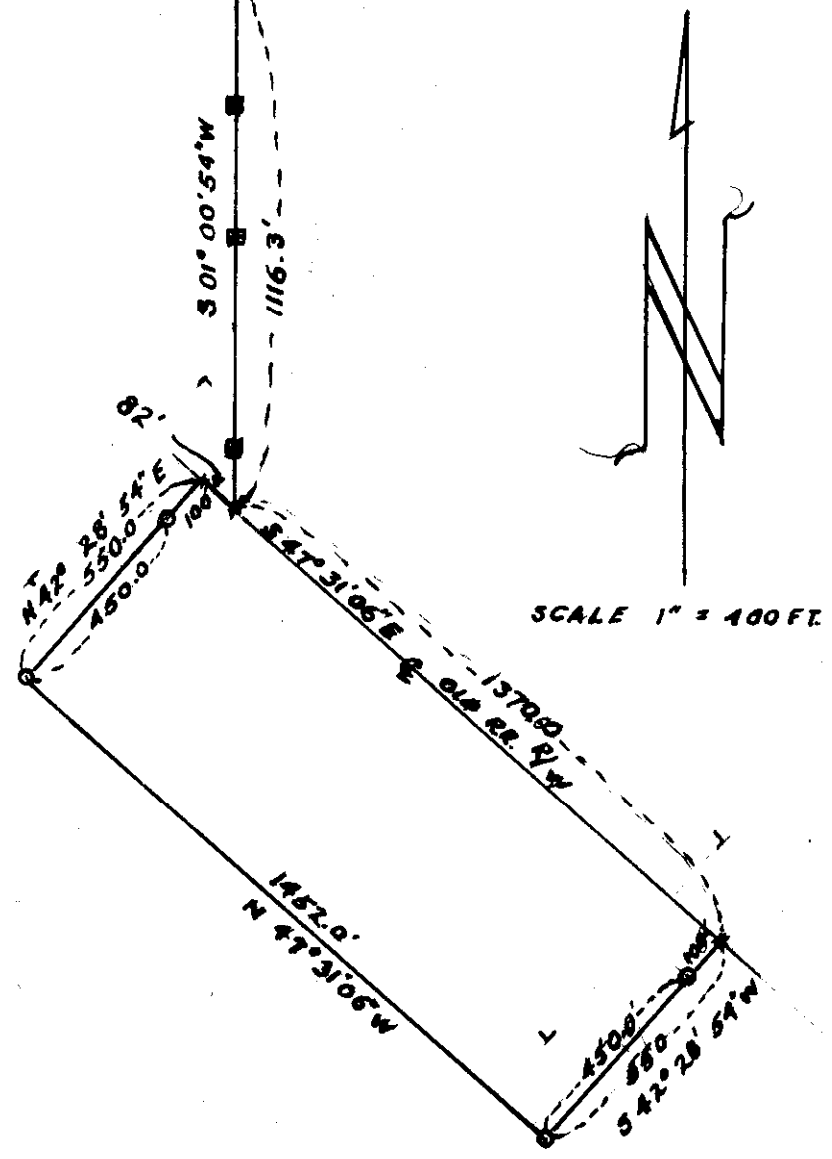 S 01° 00' 54" W
1116.3'
82'
N 42° 28' 54" E
550.0
100'
450.0
S 47° 31' 06" E
1370.00
OLD RR. R/W
SCALE 1" = 400 FT.
1452.0'
N 47° 31' 06" W
100'
450.0'
550
S 42° 28' 54" W
N